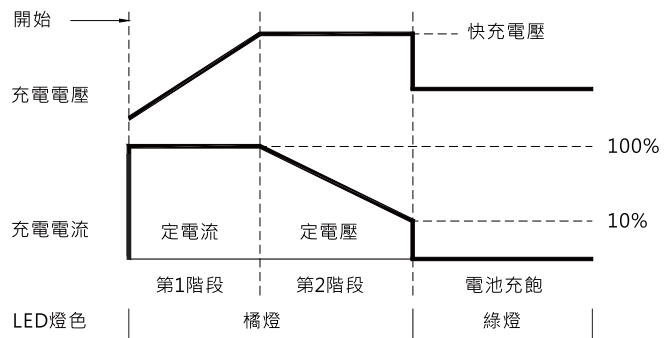 開始
快充電壓
充電電壓
100%
10%
充電電流
定電流
定電壓
第1階段
第2階段
電池充飽
LED燈色
橘燈
綠燈